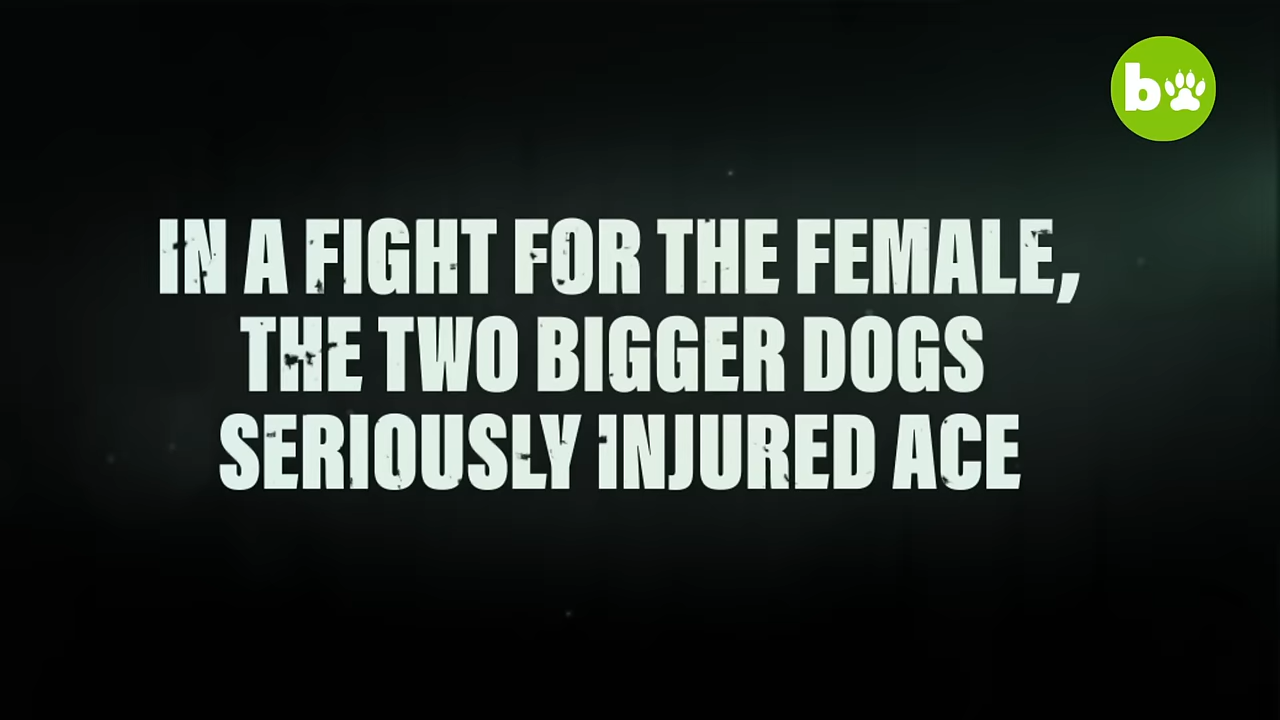 b
IN A FIGHT FOR THE FEMALE,
THE TWO BIGGER DOGS
SERIOUSLY INJURED ACE